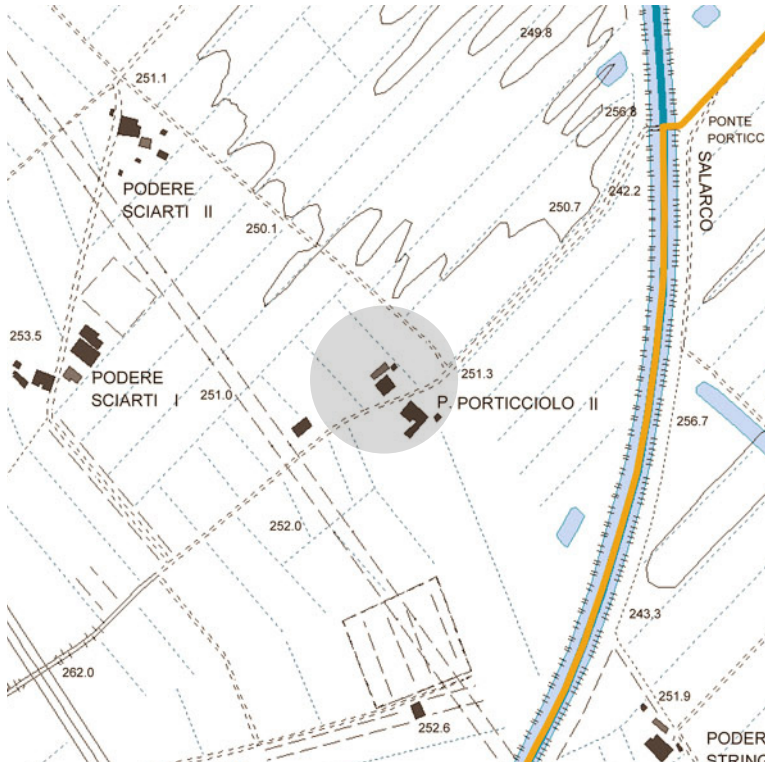 249.8
251.1
256.8
PONTE
PORTICC
PODERE
SCIARTI II
SALARCO
242.2
250.7
250.1
253.5
PODERE
SCIARTI I
251.0
251.3
P. PORTICCIOLO II
256.7
252.0
243.3
262.0
251.9
252.6
PODER
STRING